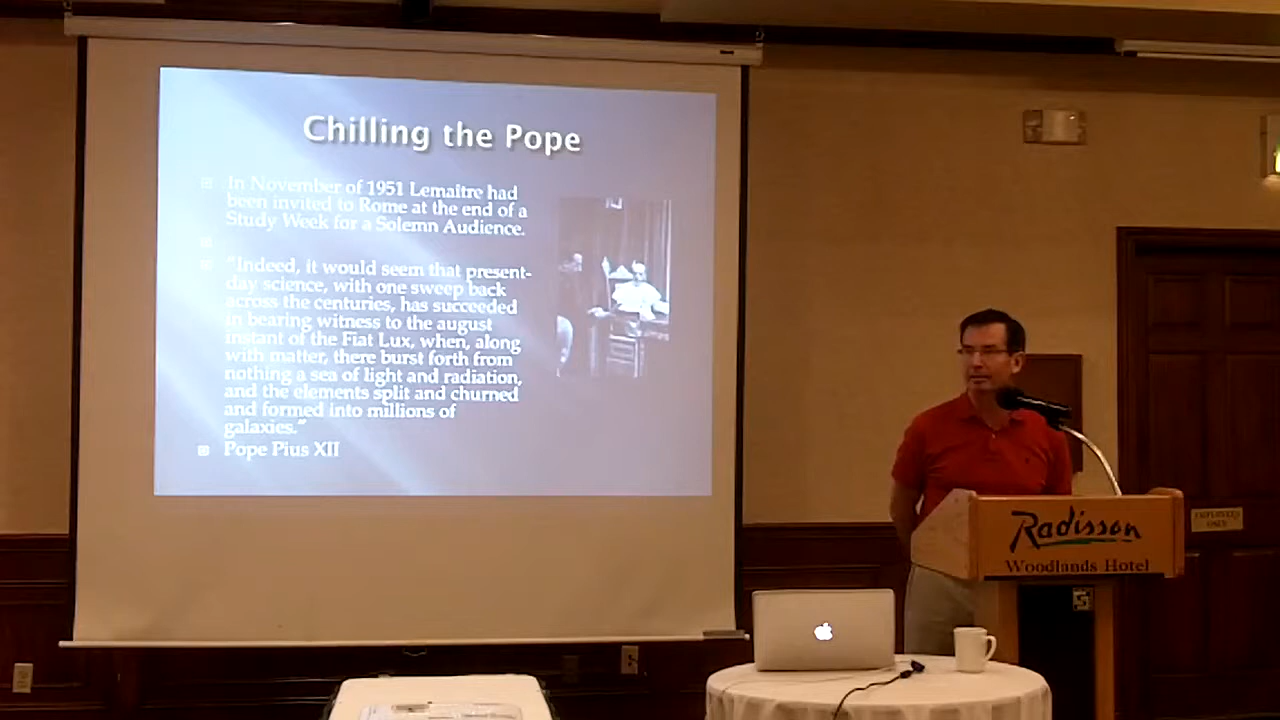 Chilling the Pope
In November of 1951 Lemaître had
been invited to Rome at the end of a
Study Week for a Solemn Audience.
"Indeed, it would seem that present-
day science, with one sweep back
across the centuries, has succeeded
in bearing witness to the august
instant of the Fiat Lux, when, along
with matter, there burst forth from
nothing a sea of light and radiation,
and the elements split and churned
and formed into millions of
galaxies."
Pope Pius XII
Radisson
Woodlands Hotel
EMPLOYEES
ONLY